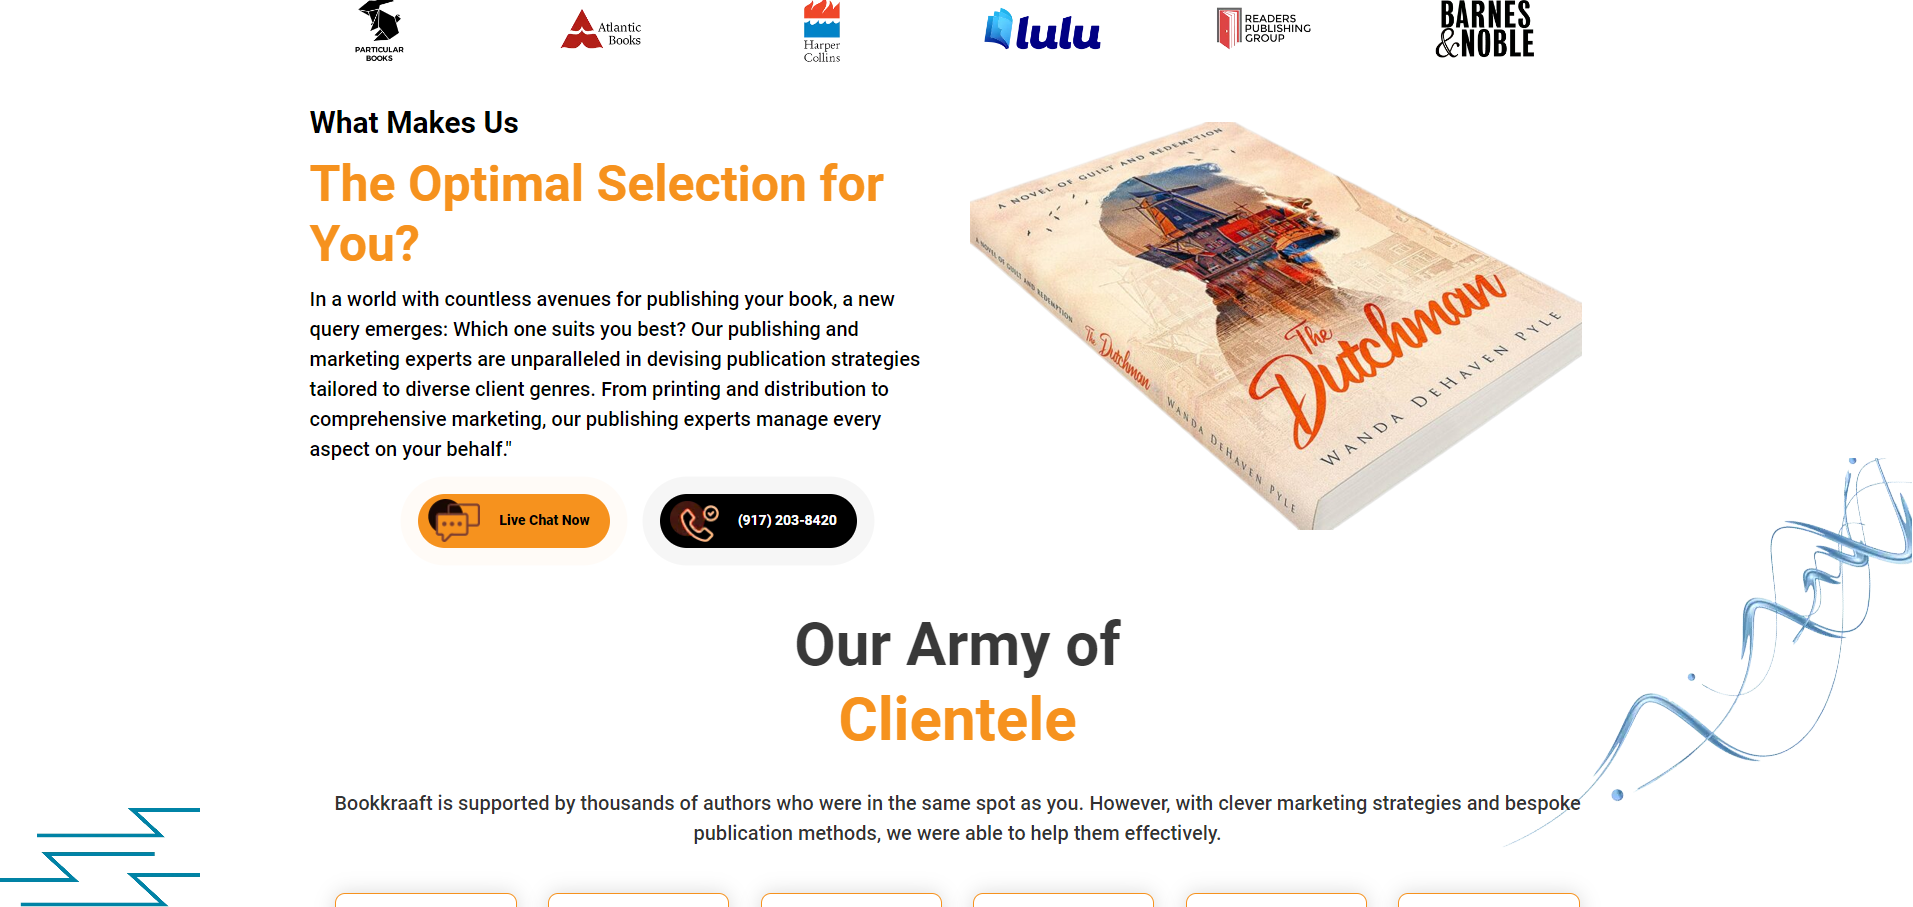 PARTICULAR
BOOKS
Atlantic
Books
Harper
Collins
lulu
READERS
PUBLISHING
GROUP
BARNES
&NOBLE
What Makes Us
The Optimal Selection for
You?
In a world with countless avenues for publishing your book, a new
query emerges: Which one suits you best? Our publishing and
marketing experts are unparalleled in devising publication strategies
tailored to diverse client genres. From printing and distribution to
comprehensive marketing, our publishing experts manage every
aspect on your behalf."
Live Chat Now
(917) 203-8420
A NOVEL OF GUILT AND REDEMPTION
The
Dutchman
WANDA DEHAVEN PYLE
A NOVEL OF GUILT AND REDEMPTION
The Dutchman
WANDA DEHAVEN PYLE
Our Army of
Clientele
Bookkraaft is supported by thousands of authors who were in the same spot as you. However, with clever marketing strategies and bespoke
publication methods, we were able to help them effectively.